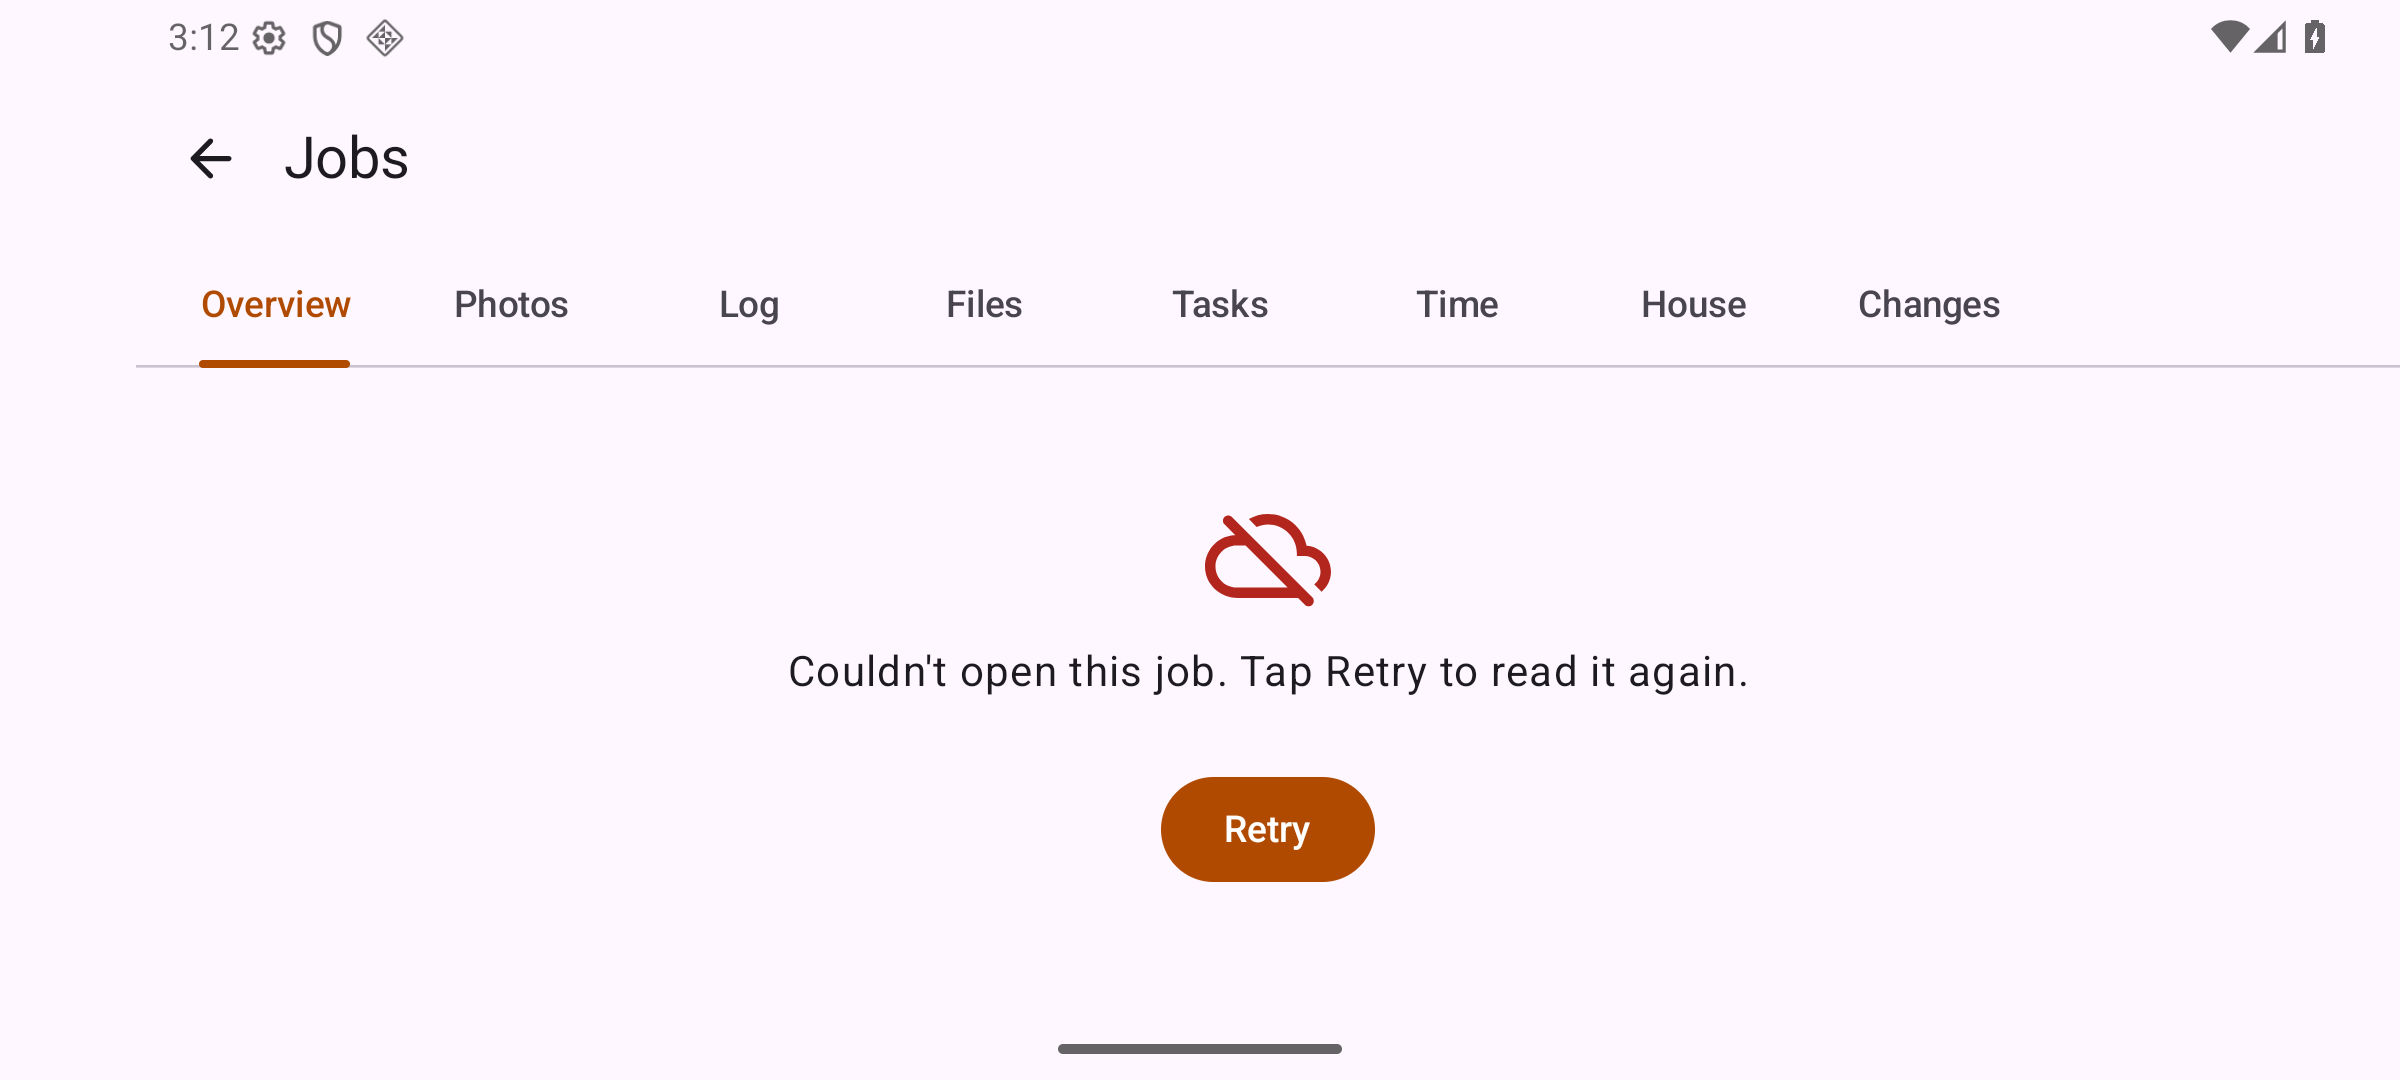 3:12
Jobs
Overview Photos Log Files Tasks Time House Changes
Couldn't open this job. Tap Retry to read it again.
Retry